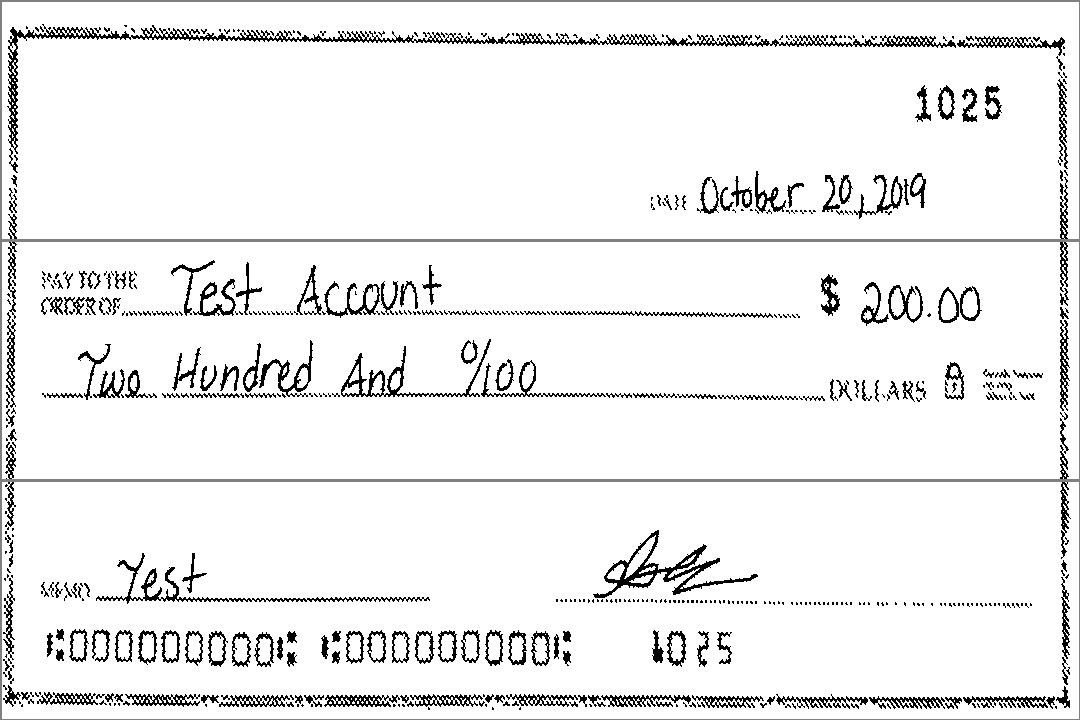 1025
DATE October 20, 2019
PAY TO THE
ORDER OF Test Account $ 200.00
Two Hundred And 0/100 DOLLARS
MEMO Test
⑆000000000⑆ ⑆000000000⑆ 1025